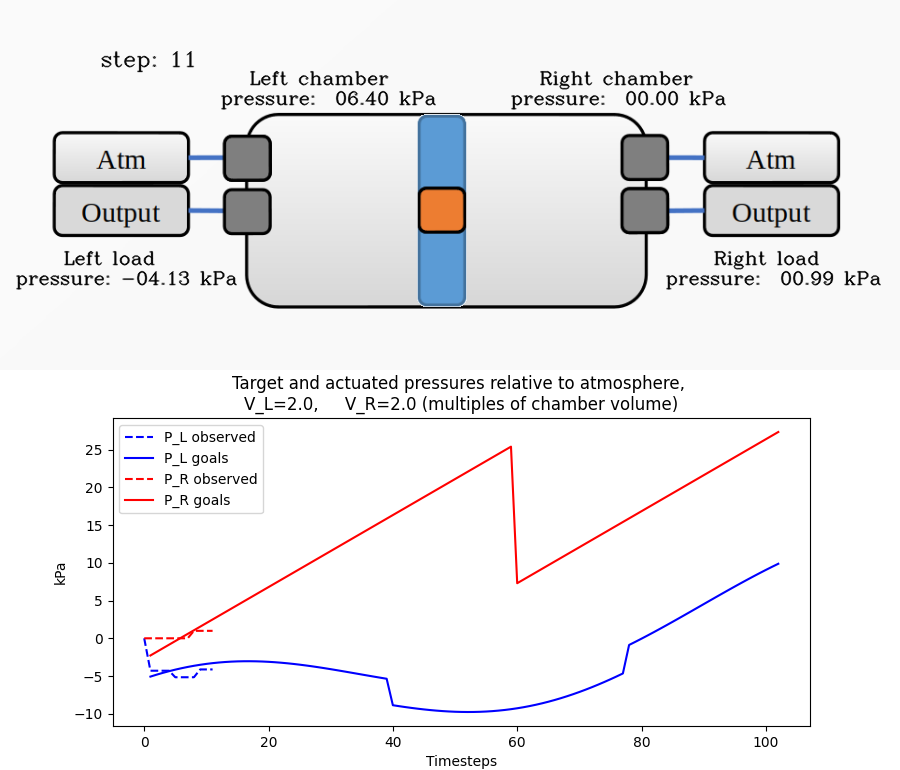 step: 11
Left chamber
pressure: 06.40 kPa
Right chamber
pressure: 00.00 kPa
Atm
Output
Atm
Output
Left load
pressure: -04.13 kPa
Right load
pressure: 00.99 kPa
Target and actuated pressures relative to atmosphere,
V_L=2.0, V_R=2.0 (multiples of chamber volume)
P_L observed
P_L goals
P_R observed
P_R goals
kPa
25
20
15
10
5
0
−5
−10
0 20 40 60 80 100
Timesteps